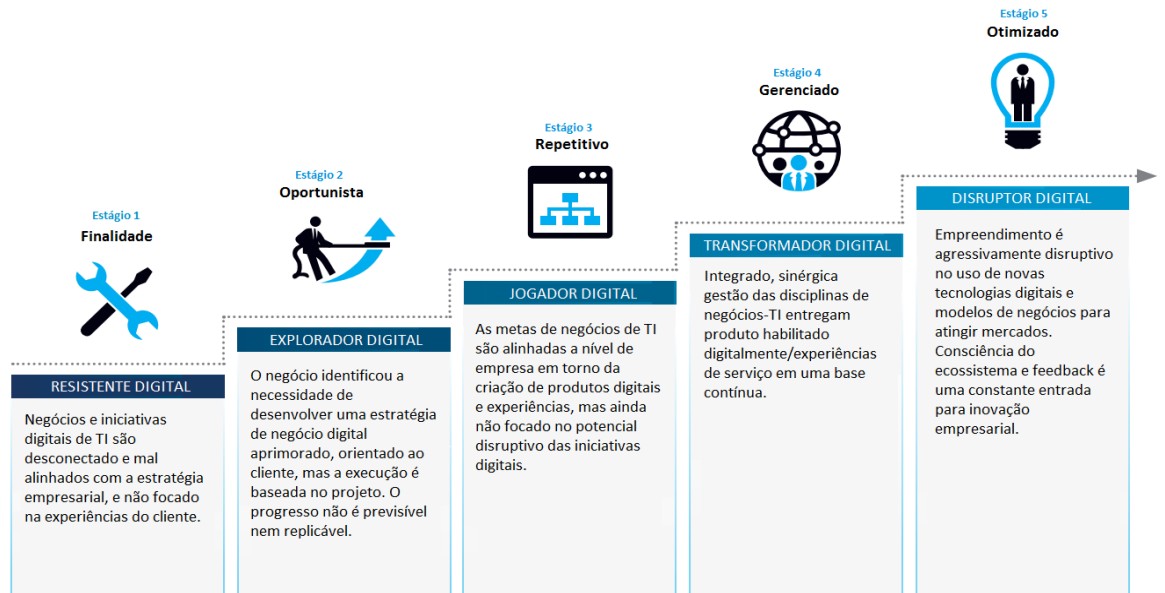 Estágio 1
Finalidade
RESISTENTE DIGITAL
Negócios e iniciativas
digitais de TI são
desconectado e mal
alinhados com a estratégia
empresarial, e não focado
na experiências do cliente.
Estágio 2
Oportunista
EXPLORADOR DIGITAL
O negócio identificou a
necessidade de
desenvolver uma estratégia
de negócio digital
aprimorado, orientado ao
cliente, mas a execução é
baseada no projeto. O
progresso não é previsível
nem replicável.
Estágio 3
Repetitivo
JOGADOR DIGITAL
As metas de negócios de TI
são alinhadas a nível de
empresa em torno da
criação de produtos digitais
e experiências, mas ainda
não focado no potencial
disruptivo das iniciativas
digitais.
Estágio 4
Gerenciado
TRANSFORMADOR DIGITAL
Integrado, sinérgica
gestão das disciplinas de
negócios-TI entregam
produto habilitado
digitalmente/experiências
de serviço em uma base
contínua.
Estágio 5
Otimizado
DISRUPTOR DIGITAL
Empreendimento é
agressivamente disruptivo
no uso de novas
tecnologias digitais e
modelos de negócios para
atingir mercados.
Consciência do
ecossistema e feedback é
uma constante entrada
para inovação
empresarial.